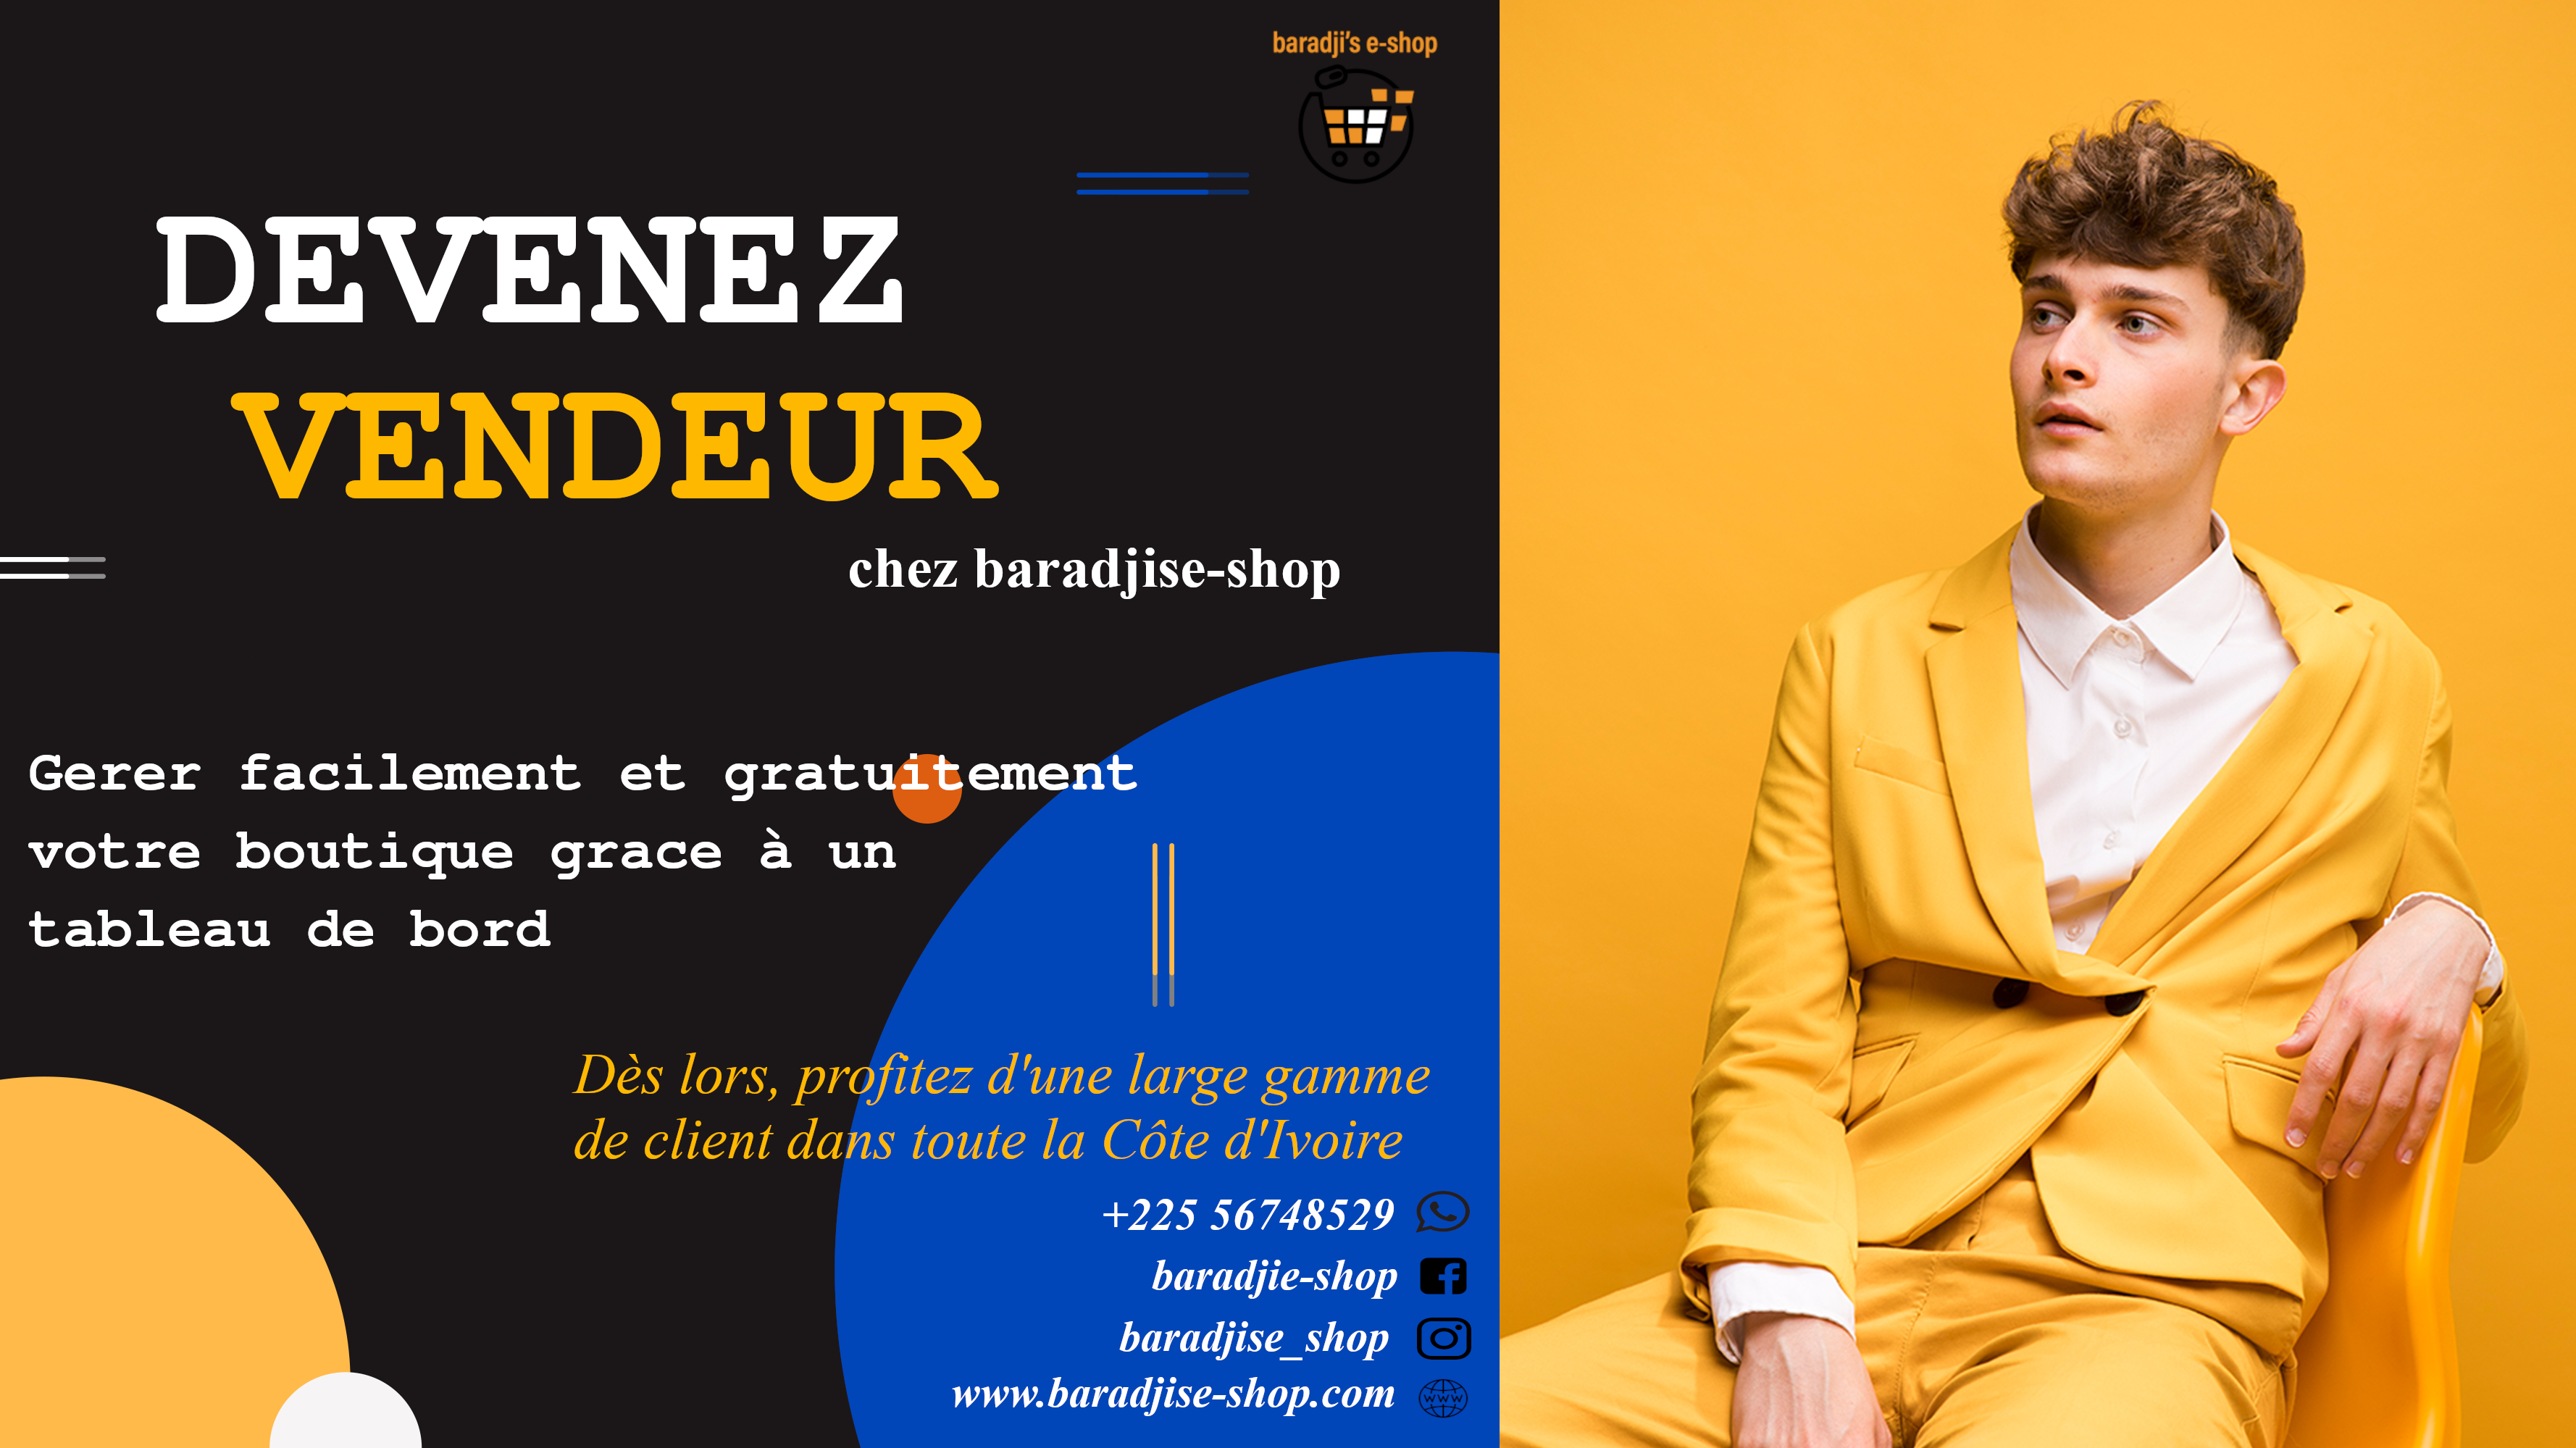 baradji's e-shop
DEVENEZ
VENDEUR
chez baradjise-shop
Gerer facilement et gratuitement
votre boutique grace à un
tableau de bord
Dès lors, profitez d'une large gamme
de client dans toute la Côte d'Ivoire
+225 56748529
baradjie-shop
baradjise_shop
www.baradjise-shop.com
www